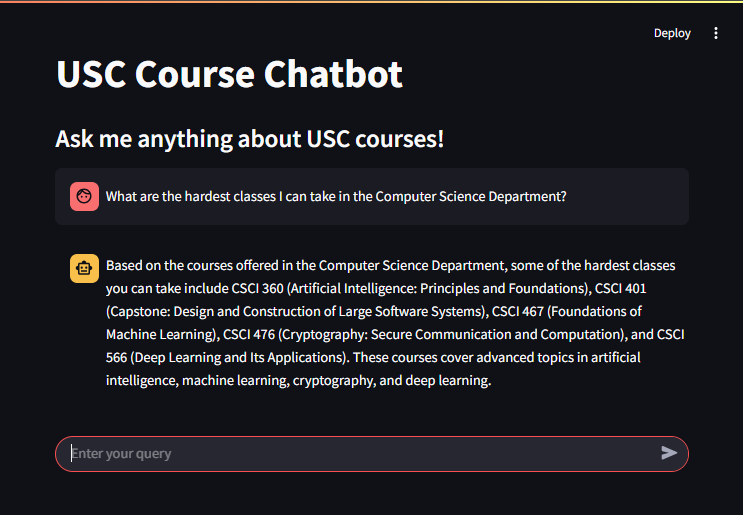 Deploy
USC Course Chatbot
Ask me anything about USC courses!
What are the hardest classes I can take in the Computer Science Department?
Based on the courses offered in the Computer Science Department, some of the hardest classes
you can take include CSCI 360 (Artificial Intelligence: Principles and Foundations), CSCI 401
(Capstone: Design and Construction of Large Software Systems), CSCI 467 (Foundations of
Machine Learning), CSCI 476 (Cryptography: Secure Communication and Computation), and CSCI
566 (Deep Learning and Its Applications). These courses cover advanced topics in artificial
intelligence, machine learning, cryptography, and deep learning.
Enter your query